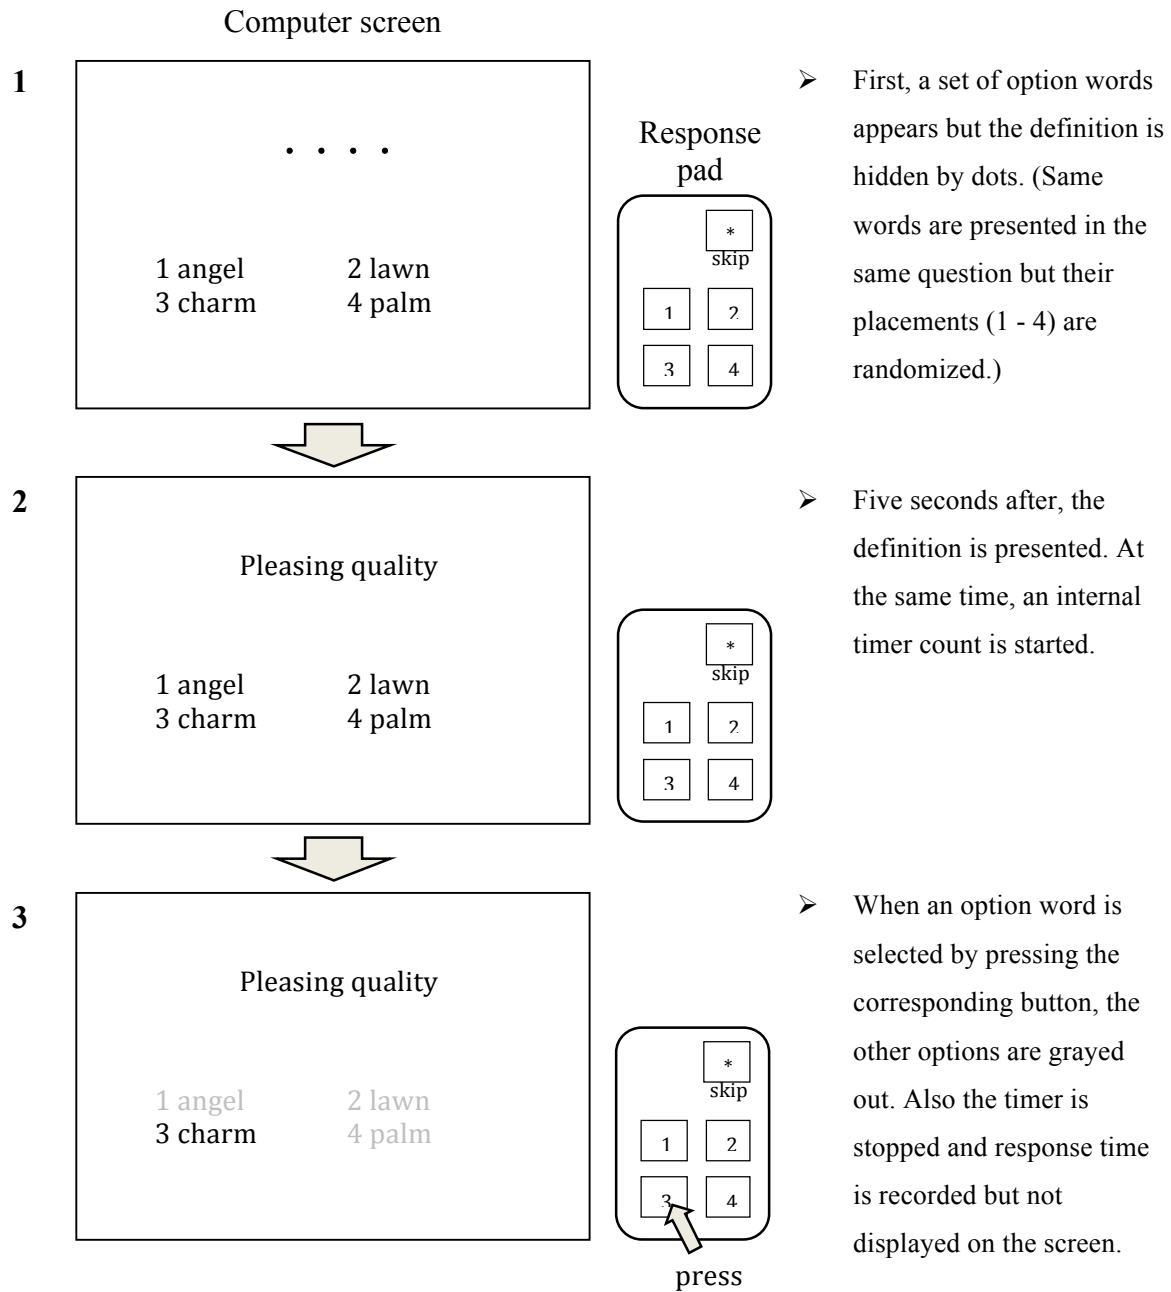 Computer screen
1
. . . .
1 angel 2 lawn
3 charm 4 palm
Response
pad
*
skip
1 2
3 4
➢ First, a set of option words
appears but the definition is
hidden by dots. (Same
words are presented in the
same question but their
placements (1 - 4) are
randomized.)
2
Pleasing quality
1 angel 2 lawn
3 charm 4 palm
*
skip
1 2
3 4
➢ Five seconds after, the
definition is presented. At
the same time, an internal
timer count is started.
3
Pleasing quality
1 angel 2 lawn
3 charm 4 palm
*
skip
1 2
3 4
press
➢ When an option word is
selected by pressing the
corresponding button, the
other options are grayed
out. Also the timer is
stopped and response time
is recorded but not
displayed on the screen.